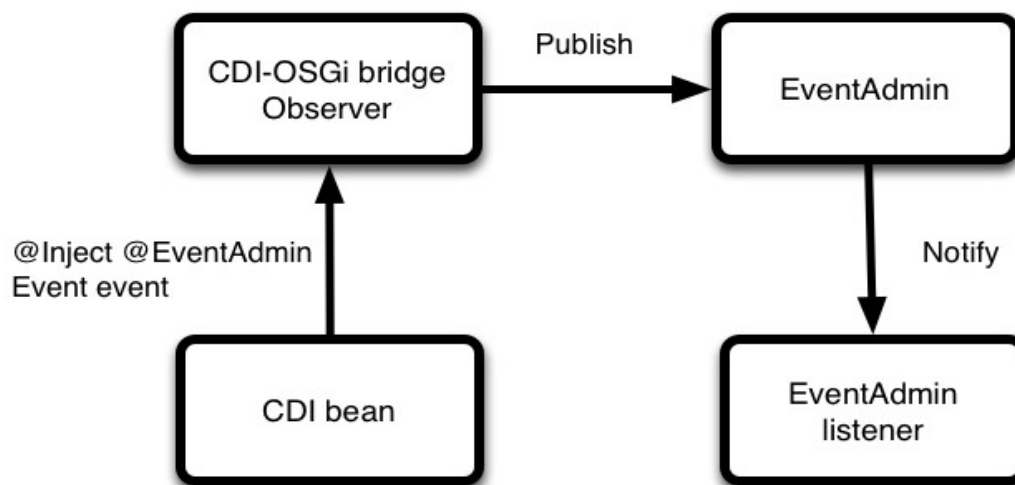 CDI-OSGi bridge
Observer
Publish
EventAdmin
@Inject @EventAdmin
Event event
Notify
CDI bean
EventAdmin
listener